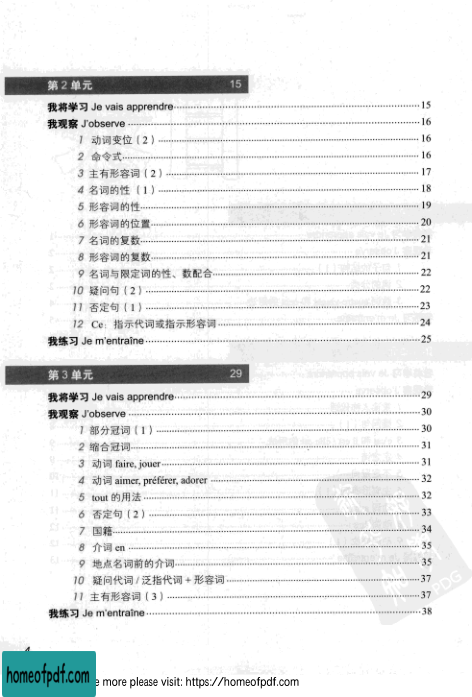 第 2 单元 15
我将学习 Je vais apprendre 15
我观察 J'observe 16
1 动词变位（2） 16
2 命令式 16
3 主有形容词（2） 17
4 名词的性（1） 18
5 形容词的性 19
6 形容词的位置 20
7 名词的复数 21
8 形容词的复数 21
9 名词与限定词的性、数配合 22
10 疑问句（2） 22
11 否定句（1） 23
12 Ce：指示代词或指示形容词 24
我练习 Je m'entraîne 25
第 3 单元 29
我将学习 Je vais apprendre 29
我观察 J'observe 30
1 部分冠词（1） 30
2 缩合冠词 31
3 动词 faire, jouer 31
4 动词 aimer, préférer, adorer 32
5 tout 的用法 32
6 否定句（2） 33
7 国籍 34
8 介词 en 35
9 地点名词前的介词 35
10 疑问代词 / 泛指代词 + 形容词 37
11 主有形容词（3） 37
我练习 Je m'entraîne 38
homeofpdf.com
e more please visit: https://homeofpdf.com